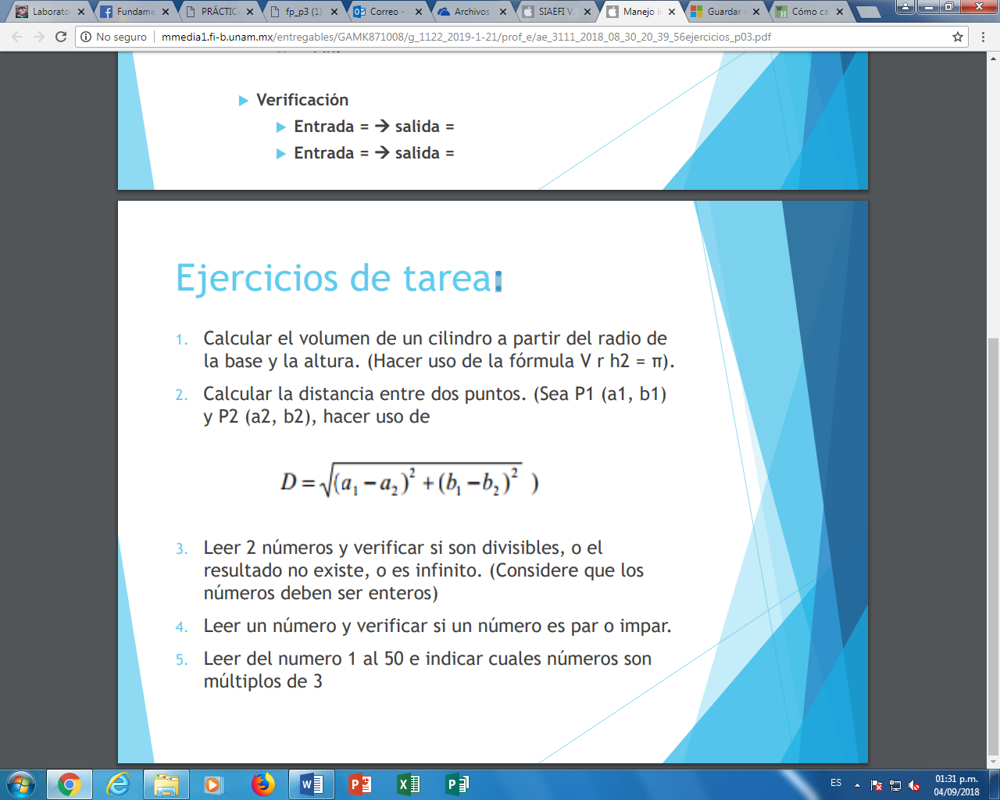 Laborato
Fundame
PRÁCTIC
fp_p3 (1)
Correo -
Archivos
SIAEFI V.
Manejo i
Guardar
Cómo ca
No seguro
mmedia1.fi-b.unam.mx/entregables/GAMK871008/g_1122_2019-1-21/prof_e/ae_3111_2018_08_30_20_39_56ejercicios_p03.pdf
Verificación
Entrada = → salida =
Entrada = → salida =
Ejercicios de tarea:
1. Calcular el volumen de un cilindro a partir del radio de
la base y la altura. (Hacer uso de la fórmula V r h2 = π).
2. Calcular la distancia entre dos puntos. (Sea P1 (a1, b1)
y P2 (a2, b2), hacer uso de
D = √(a₁ − a₂)² + (b₁ − b₂)² )
3. Leer 2 números y verificar si son divisibles, o el
resultado no existe, o es infinito. (Considere que los
números deben ser enteros)
4. Leer un número y verificar si un número es par o impar.
5. Leer del numero 1 al 50 e indicar cuales números son
múltiplos de 3
ES
01:31 p.m.
04/09/2018